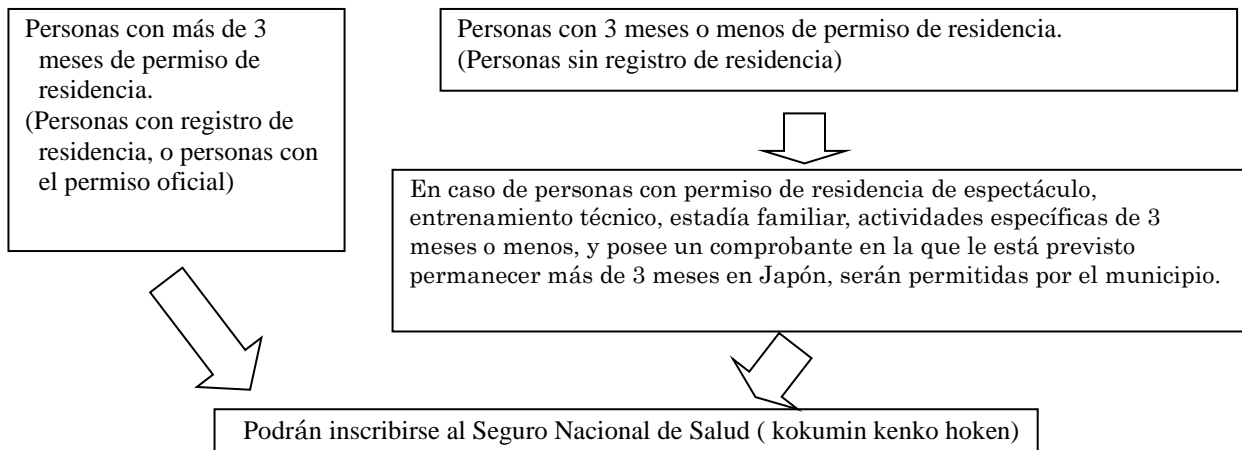 Personas con más de 3
meses de permiso de
residencia.
(Personas con registro de
residencia, o personas con
el permiso oficial)
Personas con 3 meses o menos de permiso de residencia.
(Personas sin registro de residencia)
En caso de personas con permiso de residencia de espectáculo,
entrenamiento técnico, estadía familiar, actividades específicas de 3
meses o menos, y posee un comprobante en la que le está previsto
permanecer más de 3 meses en Japón, serán permitidas por el municipio.
Podrán inscribirse al Seguro Nacional de Salud ( kokumin kenko hoken)